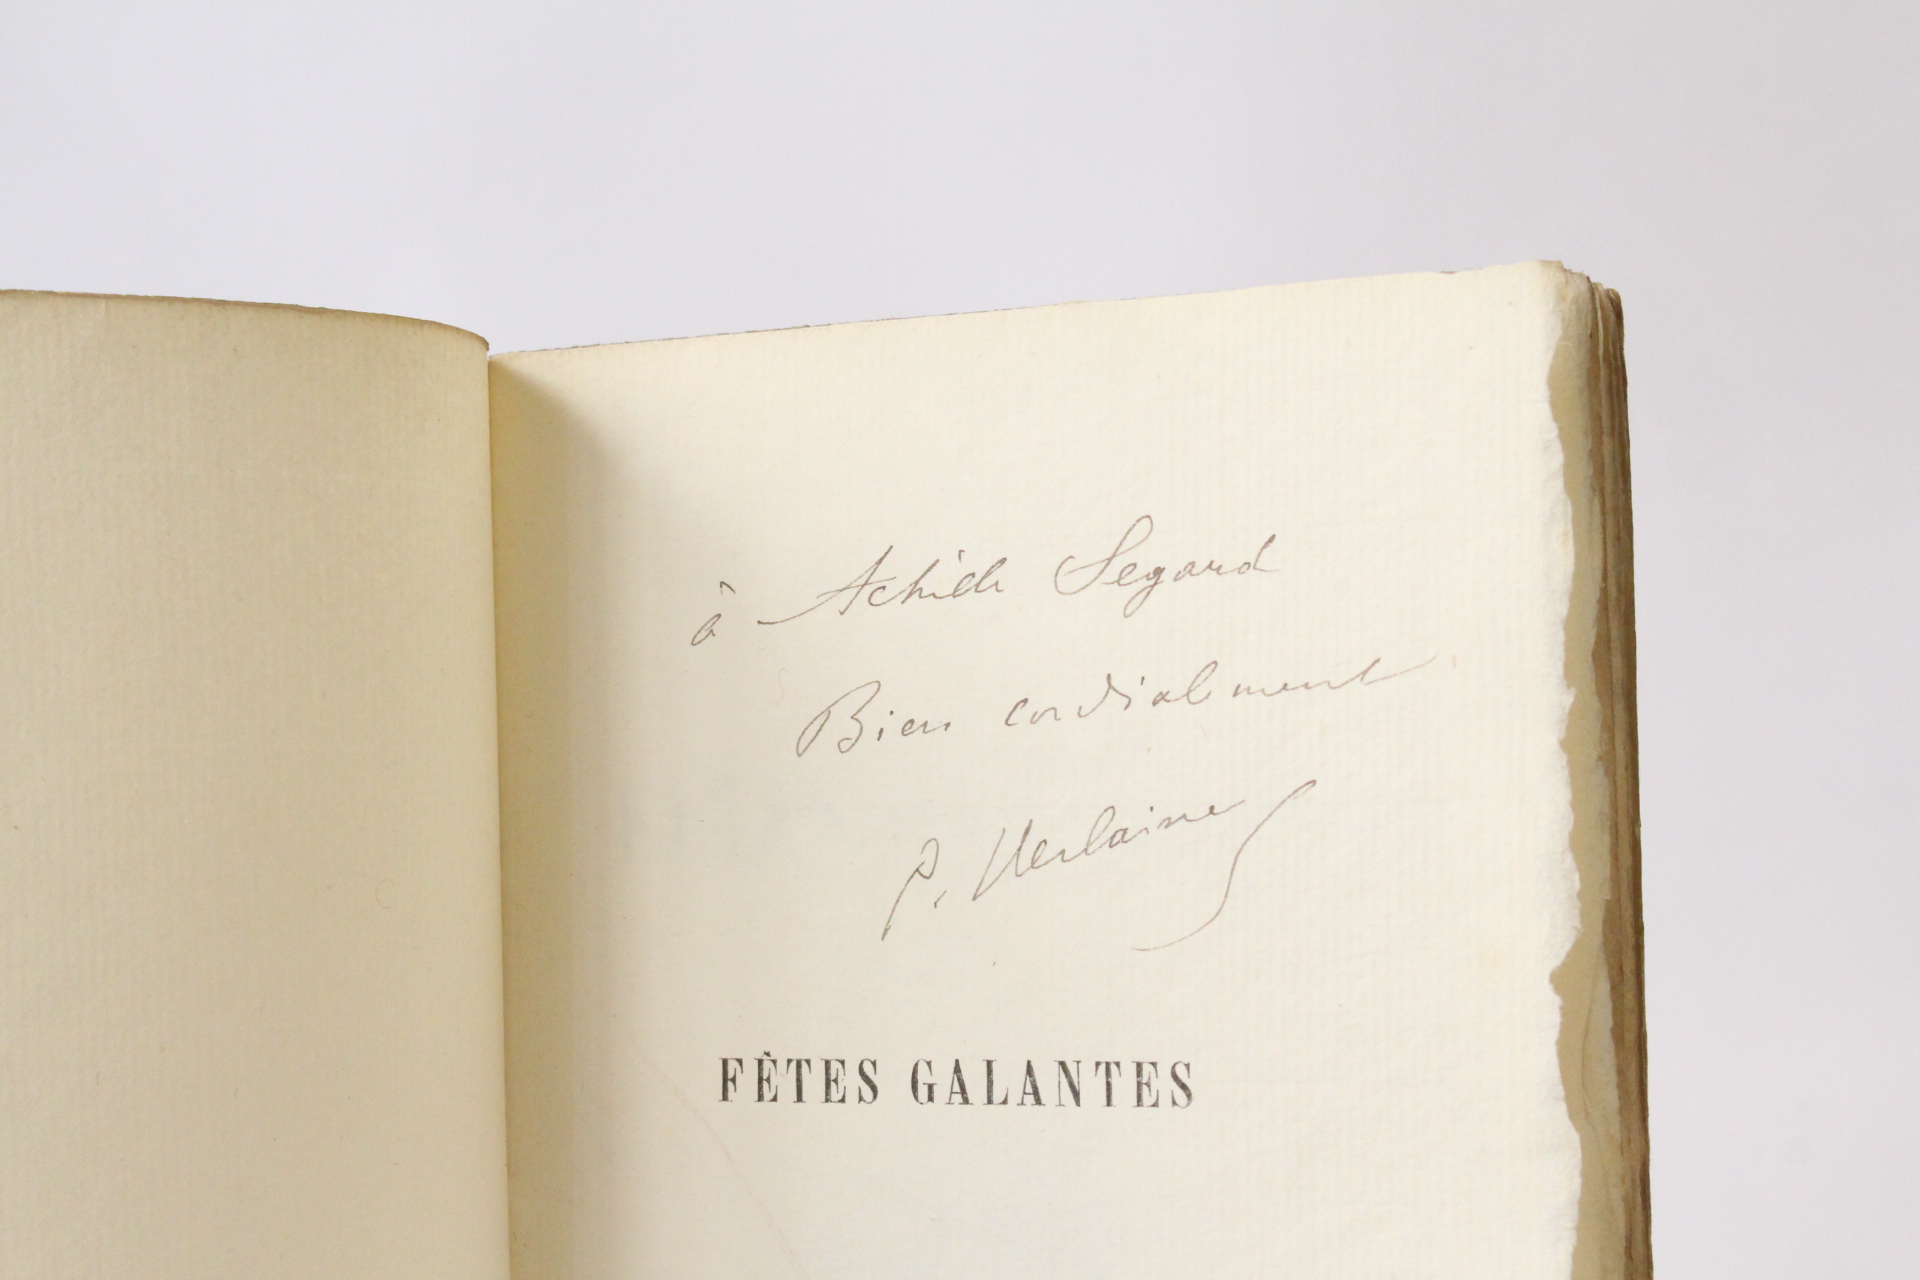 à Achille Segard
Bien cordialement
P. Verlaine
FÊTES GALANTES